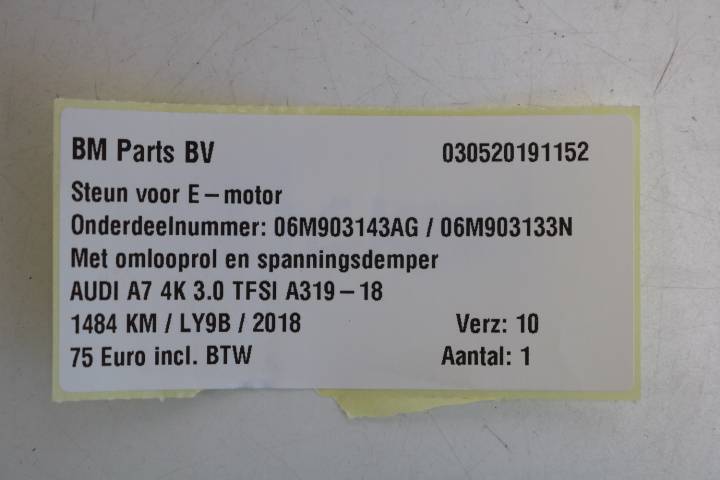 BM Parts BV 030520191152
Steun voor E-motor
Onderdeelnummer: 06M903143AG / 06M903133N
Met omlooprol en spanningsdemper
AUDI A7 4K 3.0 TFSI A319-18
1484 KM / LY9B / 2018 Verz: 10
75 Euro incl. BTW Aantal: 1